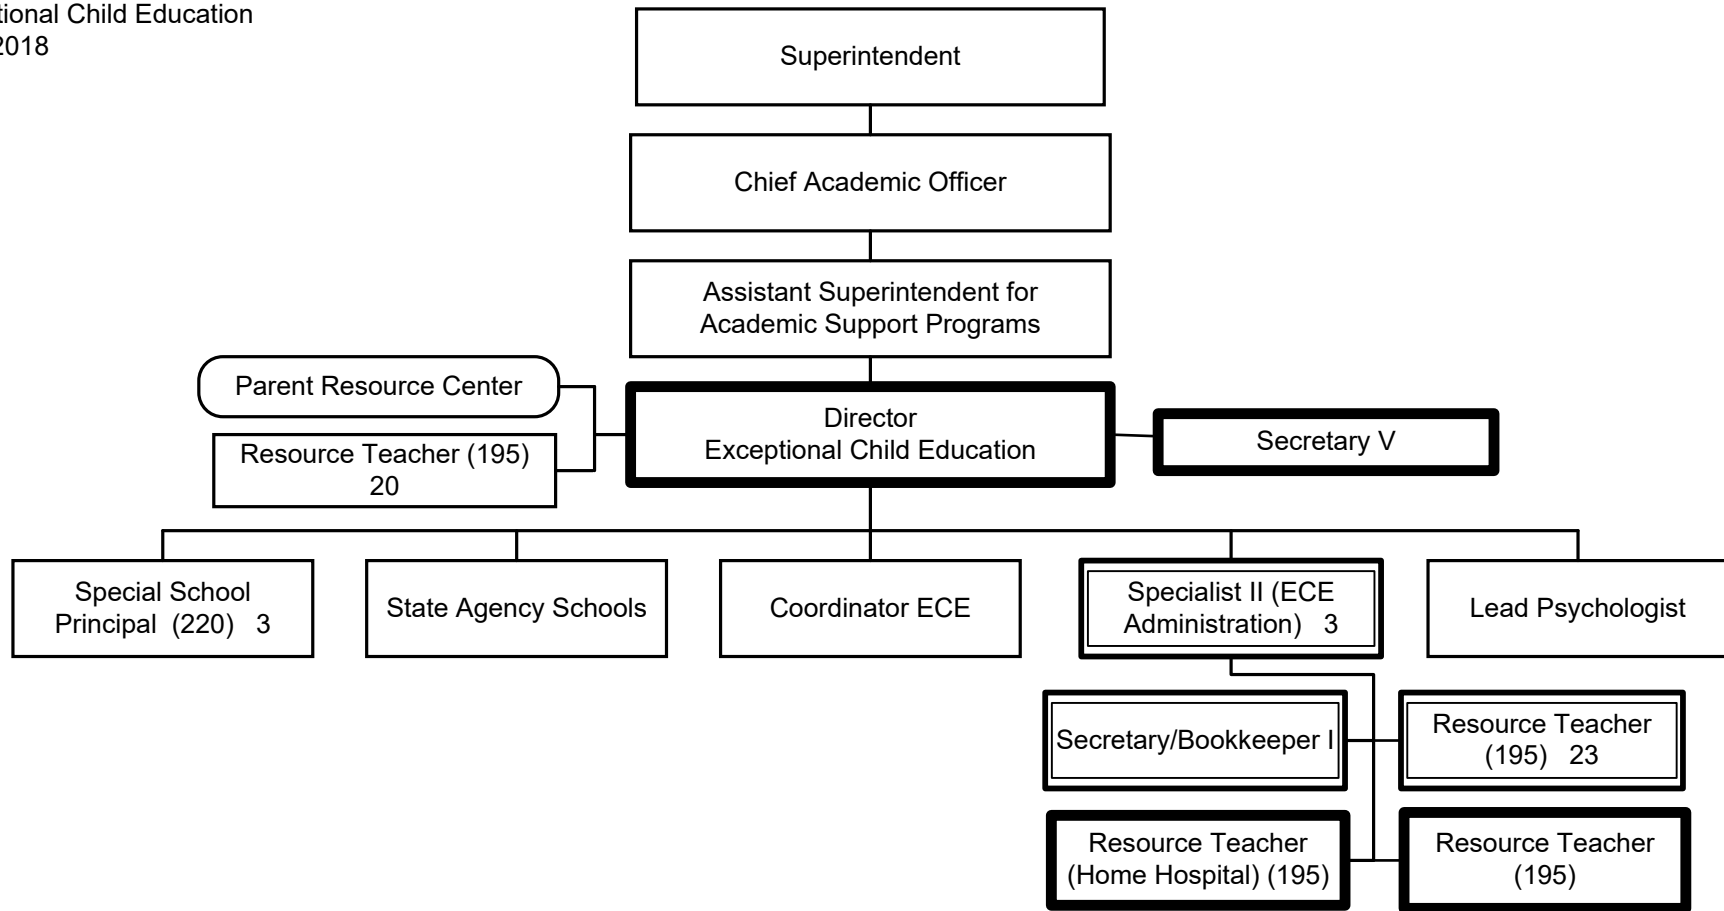 tional Child Education
2018
Superintendent
Chief Academic Officer
Assistant Superintendent for
Academic Support Programs
Parent Resource Center
Resource Teacher (195)
20
Director
Exceptional Child Education
Secretary V
Special School
Principal (220) 3
State Agency Schools
Coordinator ECE
Specialist II (ECE
Administration) 3
Lead Psychologist
Secretary/Bookkeeper I
Resource Teacher
(195) 23
Resource Teacher
(Home Hospital) (195)
Resource Teacher
(195)